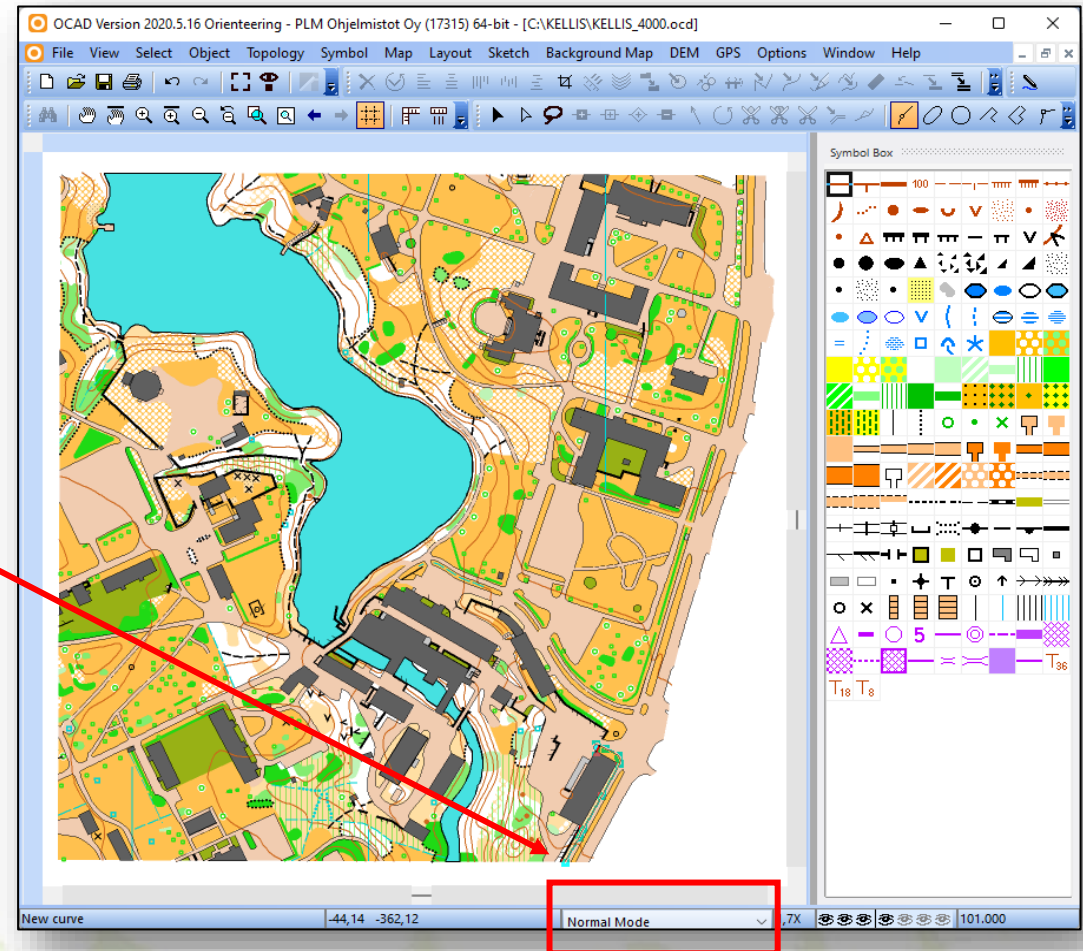 OCAD Version 2020.5.16 Orienteering - PLM Ohjelmistot Oy (17315) 64-bit - [C:\KELLIS\KELLIS_4000.ocd]
File View Select Object Topology Symbol Map Layout Sketch Background Map DEM GPS Options Window Help
Symbol Box
100
5
T36
T18 T8
New curve -44,14 -362,12 Normal Mode ,7X 101.000